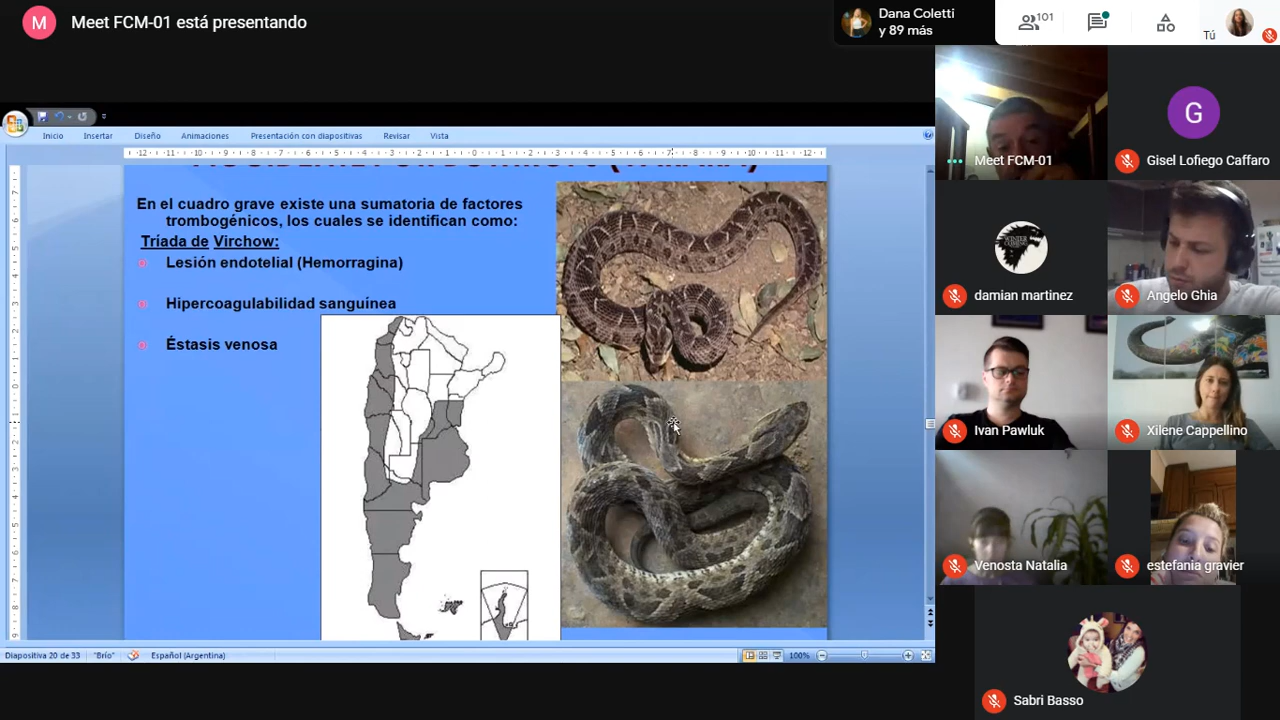 M
Meet FCM-01 está presentando
Dana Coletti
y 89 más
101
Tú
Inicio
Insertar
Diseño
Animaciones
Presentación con diapositivas
Revisar
Vista
En el cuadro grave existe una sumatoria de factores
trombogénicos, los cuales se identifican como:
Tríada de Virchow:
Lesión endotelial (Hemorragina)
Hipercoagulabilidad sanguínea
Éstasis venosa
Diapositiva 20 de 33
"Brío"
Español (Argentina)
100%
Meet FCM-01
G
Gisel Lofiego Caffaro
damian martinez
Angelo Ghia
Ivan Pawluk
Xilene Cappellino
Venosta Natalia
estefania gravier
Sabri Basso